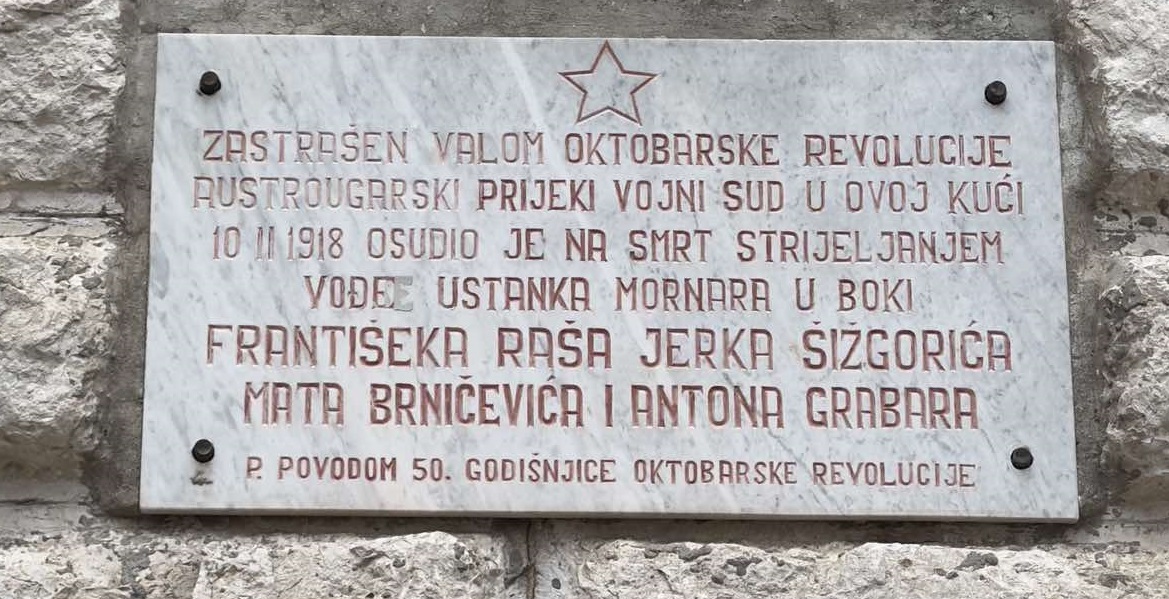 ZASTRAŠEN VALOM OKTOBARSKE REVOLUCIJE
AUSTROUGARSKI PRIJEKI VOJNI SUD U OVOJ KUĆI
10 II 1918 OSUDIO JE NA SMRT STRIJELJANJEM
VOĐE USTANKA MORNARA U BOKI
FRANTIŠEKA RAŠA JERKA ŠIŽGORIĆA
MATA BRNIČEVIĆA I ANTONA GRABARA
P. POVODOM 50. GODIŠNJICE OKTOBARSKE REVOLUCIJE